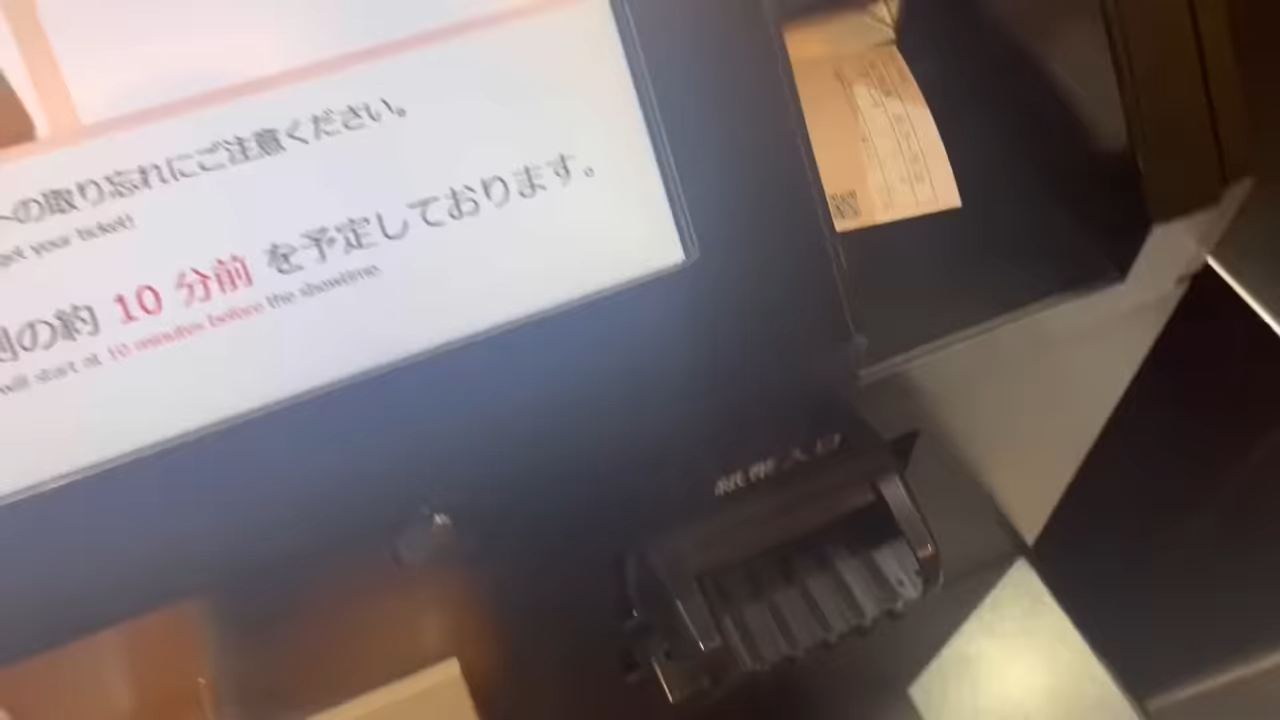 の取り忘れにご注意ください。
your ticket!
の約 10 分前 を予定しております。
will start at 10 minutes before the showtime.
紙幣入口